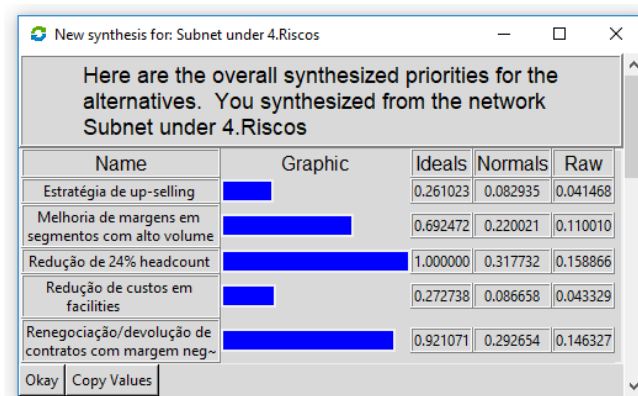 New synthesis for: Subnet under 4.Riscos
Here are the overall synthesized priorities for the
alternatives. You synthesized from the network
Subnet under 4.Riscos
Name Graphic Ideals Normals Raw
Estratégia de up-selling 0.261023 0.082935 0.041468
Melhoria de margens em
segmentos com alto volume 0.692472 0.220021 0.110010
Redução de 24% headcount 1.000000 0.317732 0.158866
Redução de custos em
facilities 0.272738 0.086658 0.043329
Renegociação/devolução de
contratos com margem neg~ 0.921071 0.292654 0.146327
Okay Copy Values